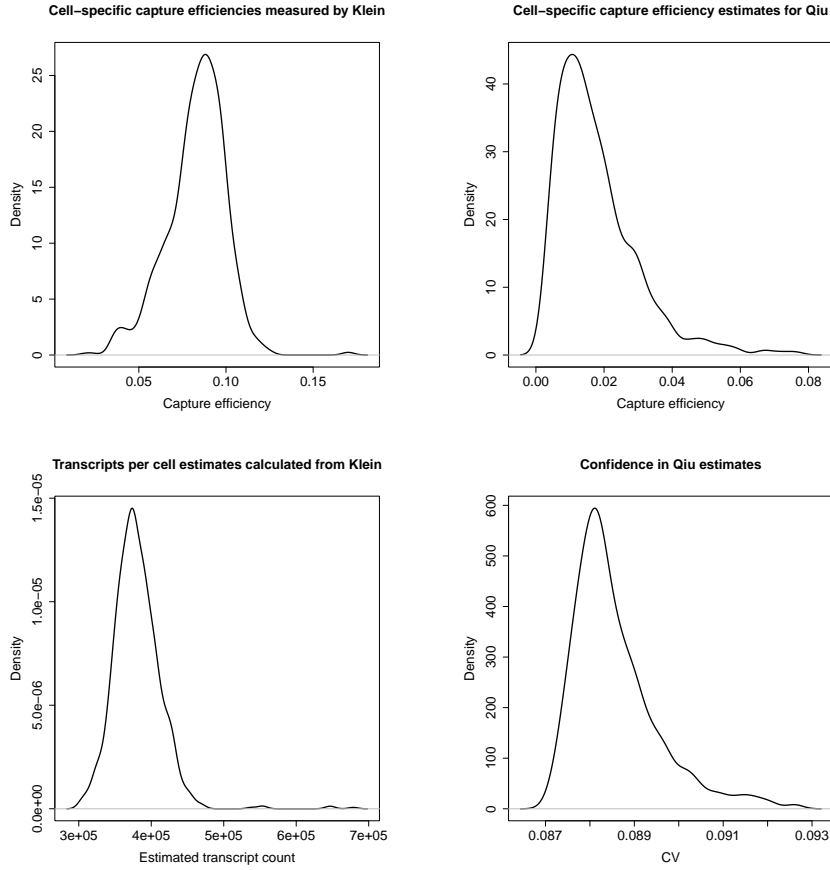 Cell−specific capture efficiencies measured by Klein
Density
0 5 10 15 20 25
0.05 0.10 0.15
Capture efficiency
Cell−specific capture efficiency estimates for Qiu
Density
0 10 20 30 40
0.00 0.02 0.04 0.06 0.08
Capture efficiency
Transcripts per cell estimates calculated from Klein
Density
0.0e+00 5.0e−06 1.0e−05 1.5e−05
3e+05 4e+05 5e+05 6e+05 7e+05
Estimated transcript count
Confidence in Qiu estimates
Density
0 100 200 300 400 500 600
0.087 0.089 0.091 0.093
CV